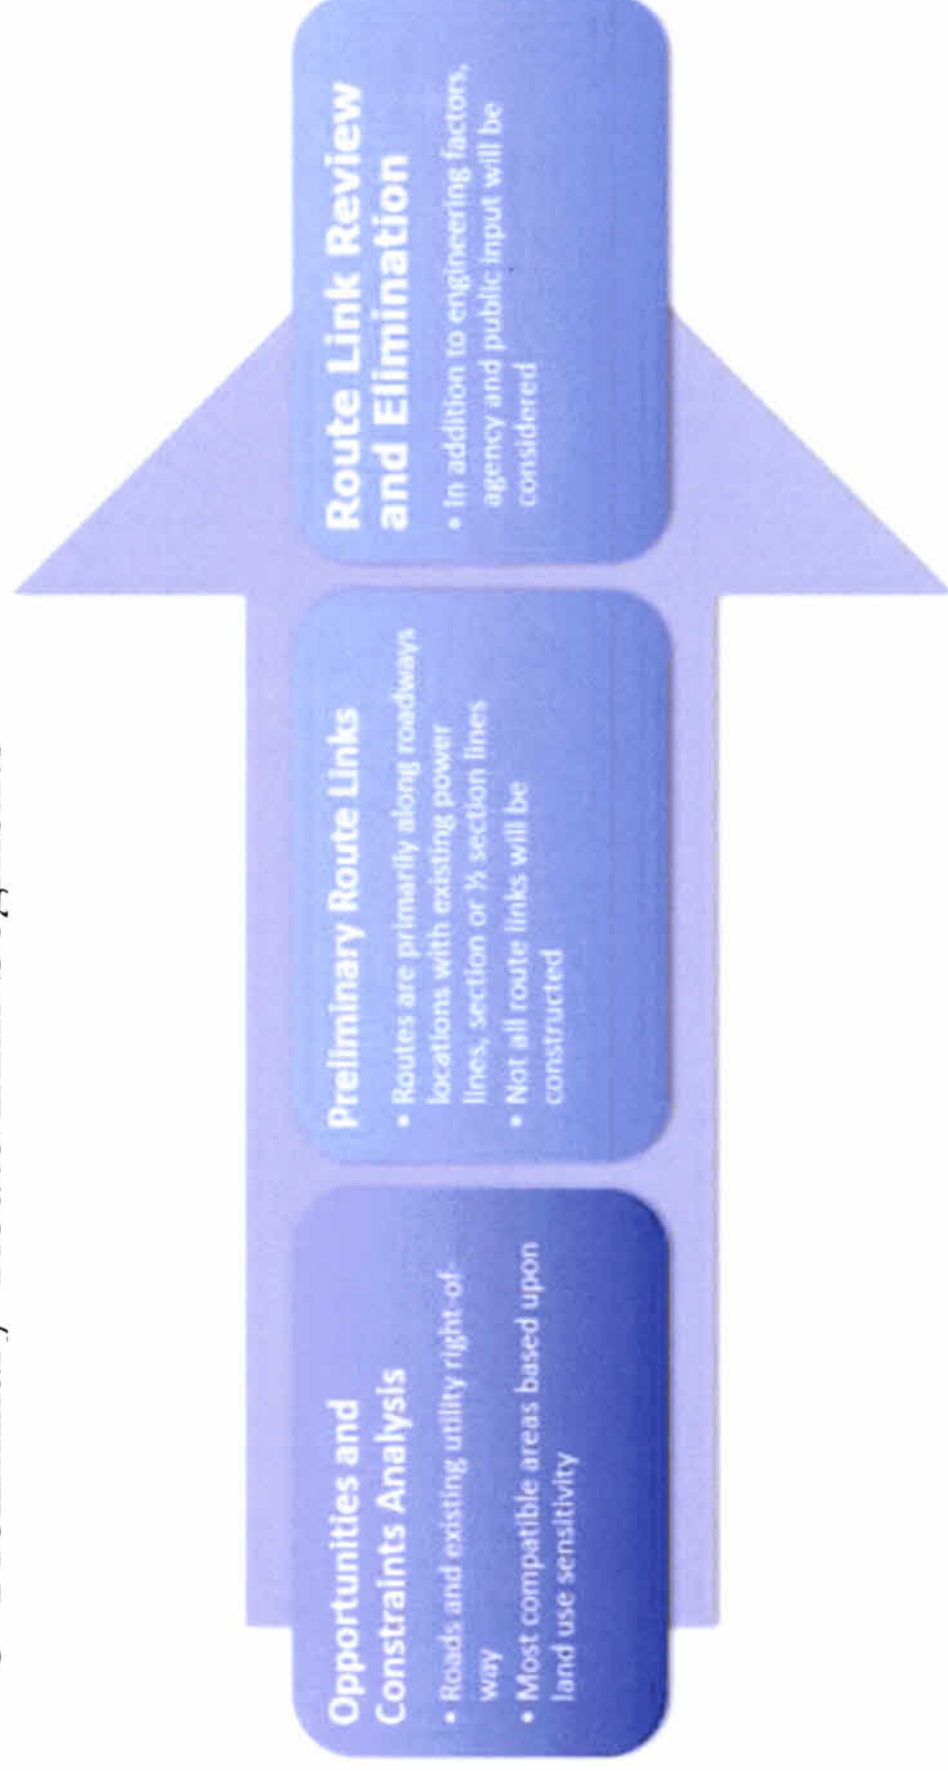 Opportunities and
Constraints Analysis
• Roads and existing utility right-of-
way
• Most compatible areas based upon
land use sensitivity
Preliminary Route Links
• Routes are primarily along roadways
locations with existing power
lines, section or ½ section lines
• Not all route links will be
constructed
Route Link Review
and Elimination
• In addition to engineering factors,
agency and public input will be
considered